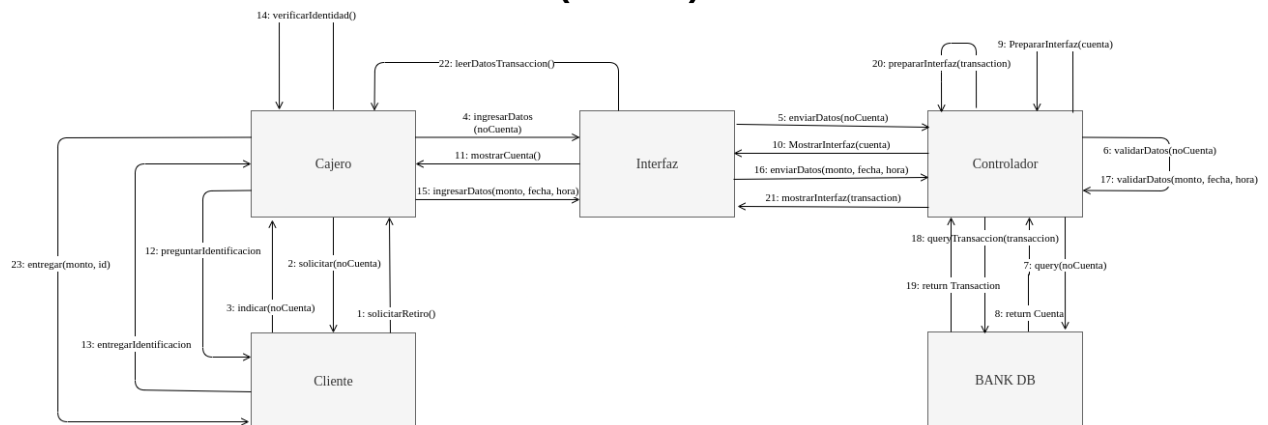 14: verificarIdentidad()
9: PrepararInterfaz(cuenta)
22: leerDatosTransaccion()
20: prepararInterfaz(transaction)
4: ingresarDatos
(noCuenta)
5: enviarDatos(noCuenta)
10: MostrarInterfaz(cuenta)
6: validarDatos(noCuenta)
11: mostrarCuenta()
Cajero
Interfaz
Controlador
16: enviarDatos(monto, fecha, hora)
17: validarDatos(monto, fecha, hora)
15: ingresarDatos(monto, fecha, hora)
21: mostrarInterfaz(transaction)
18: queryTransaccion(transaccion)
12: preguntarIdentificacion
23: entregar(monto, id)
2: solicitar(noCuenta)
7: query(noCuenta)
19: return Transaction
3: indicar(noCuenta)
1: solicitarRetiro()
8: return Cuenta
13: entregarIdentificacion
Cliente
BANK DB